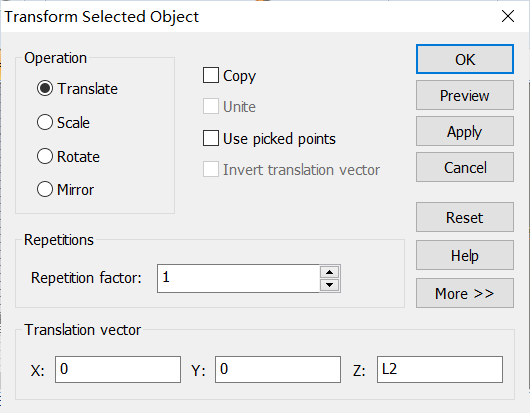 Transform Selected Object
Operation
Translate
Scale
Rotate
Mirror
Copy
Unite
Use picked points
Invert translation vector
OK
Preview
Apply
Cancel
Reset
Help
More >>
Repetitions
Repetition factor: 1
Translation vector
X: 0 Y: 0 Z: L2